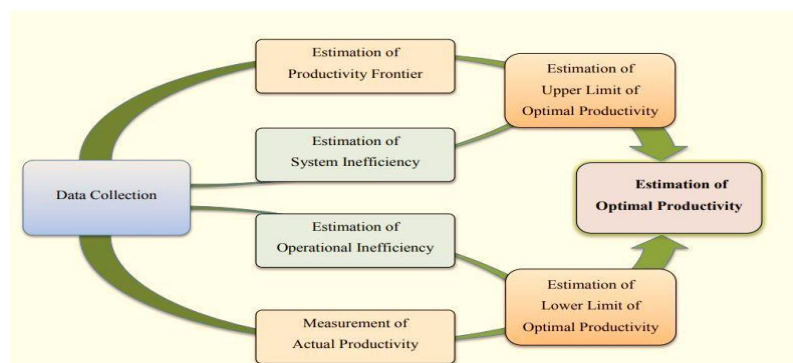 Estimation of
Productivity Frontier
Estimation of
Upper Limit of
Optimal Productivity
Estimation of
System Inefficiency
Data Collection
Estimation of
Optimal Productivity
Estimation of
Operational Inefficiency
Estimation of
Lower Limit of
Optimal Productivity
Measurement of
Actual Productivity